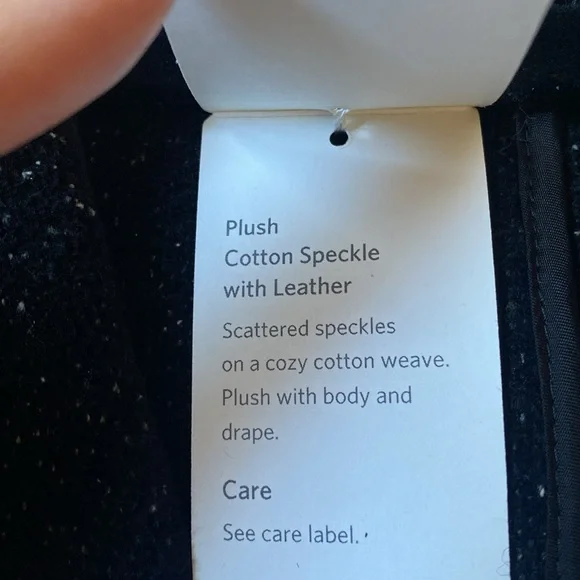 Plush
Cotton Speckle
with Leather
Scattered speckles
on a cozy cotton weave.
Plush with body and
drape.
Care
See care label.